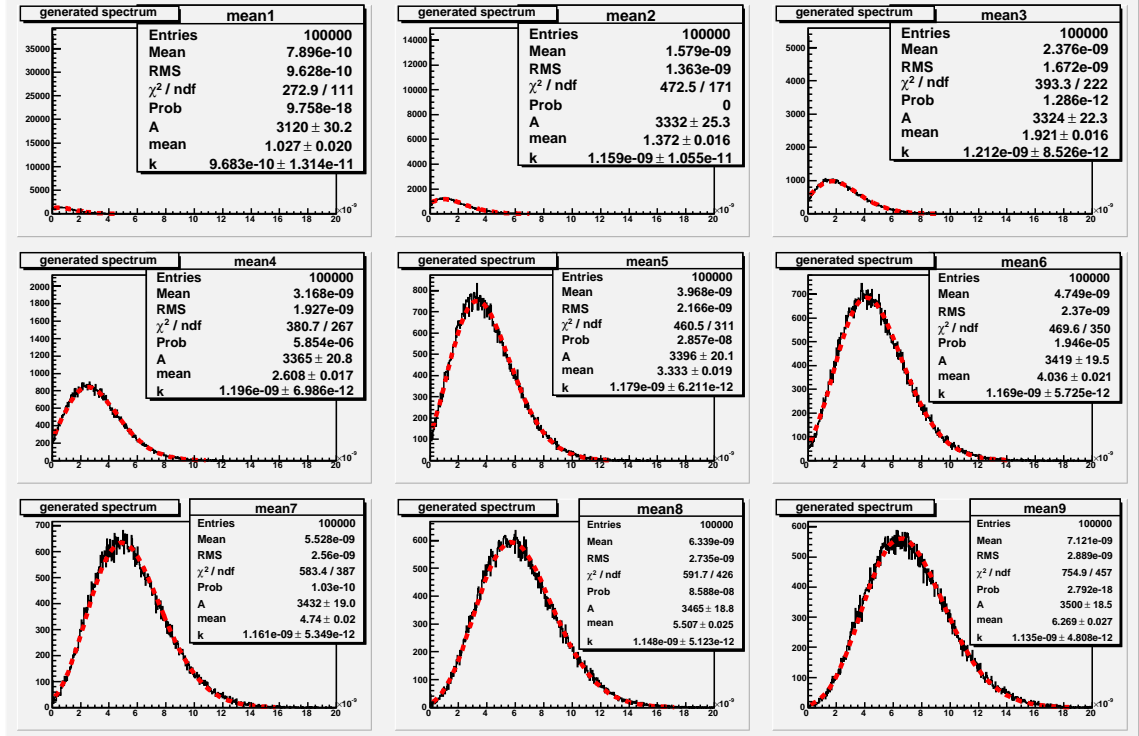 generated spectrum
mean1
Entries 100000
Mean 7.896e-10
RMS 9.628e-10
χ² / ndf 272.9 / 111
Prob 9.758e-18
A 3120 ± 30.2
mean 1.027 ± 0.020
k 9.683e-10 ± 1.314e-11
35000
30000
25000
20000
15000
10000
5000
0
0 2 4 6 8 10 12 14 16 18 20
×10⁻⁹
generated spectrum
mean2
Entries 100000
Mean 1.579e-09
RMS 1.363e-09
χ² / ndf 472.5 / 171
Prob 0
A 3332 ± 25.3
mean 1.372 ± 0.016
k 1.159e-09 ± 1.055e-11
14000
12000
10000
8000
6000
4000
2000
0
0 2 4 6 8 10 12 14 16 18 20
×10⁻⁹
generated spectrum
mean3
Entries 100000
Mean 2.376e-09
RMS 1.672e-09
χ² / ndf 393.3 / 222
Prob 1.286e-12
A 3324 ± 22.3
mean 1.921 ± 0.016
k 1.212e-09 ± 8.526e-12
5000
4000
3000
2000
1000
0
0 2 4 6 8 10 12 14 16 18 20
×10⁻⁹
generated spectrum
mean4
Entries 100000
Mean 3.168e-09
RMS 1.927e-09
χ² / ndf 380.7 / 267
Prob 5.854e-06
A 3365 ± 20.8
mean 2.608 ± 0.017
k 1.196e-09 ± 6.986e-12
2000
1800
1600
1400
1200
1000
800
600
400
200
0
0 2 4 6 8 10 12 14 16 18 20
×10⁻⁹
generated spectrum
mean5
Entries 100000
Mean 3.968e-09
RMS 2.166e-09
χ² / ndf 460.5 / 311
Prob 2.857e-08
A 3396 ± 20.1
mean 3.333 ± 0.019
k 1.179e-09 ± 6.211e-12
800
700
600
500
400
300
200
100
0
0 2 4 6 8 10 12 14 16 18 20
×10⁻⁹
generated spectrum
mean6
Entries 100000
Mean 4.749e-09
RMS 2.37e-09
χ² / ndf 469.6 / 350
Prob 1.946e-05
A 3419 ± 19.5
mean 4.036 ± 0.021
k 1.169e-09 ± 5.725e-12
700
600
500
400
300
200
100
0
0 2 4 6 8 10 12 14 16 18 20
×10⁻⁹
generated spectrum
mean7
Entries 100000
Mean 5.528e-09
RMS 2.56e-09
χ² / ndf 583.4 / 387
Prob 1.03e-10
A 3432 ± 19.0
mean 4.74 ± 0.02
k 1.161e-09 ± 5.349e-12
700
600
500
400
300
200
100
0
0 2 4 6 8 10 12 14 16 18 20
×10⁻⁹
generated spectrum
mean8
Entries 100000
Mean 6.339e-09
RMS 2.735e-09
χ² / ndf 591.7 / 426
Prob 8.588e-08
A 3465 ± 18.8
mean 5.507 ± 0.025
k 1.148e-09 ± 5.123e-12
600
500
400
300
200
100
0
0 2 4 6 8 10 12 14 16 18 20
×10⁻⁹
generated spectrum
mean9
Entries 100000
Mean 7.121e-09
RMS 2.889e-09
χ² / ndf 754.9 / 457
Prob 2.792e-18
A 3500 ± 18.5
mean 6.269 ± 0.027
k 1.135e-09 ± 4.808e-12
600
500
400
300
200
100
0
0 2 4 6 8 10 12 14 16 18 20
×10⁻⁹